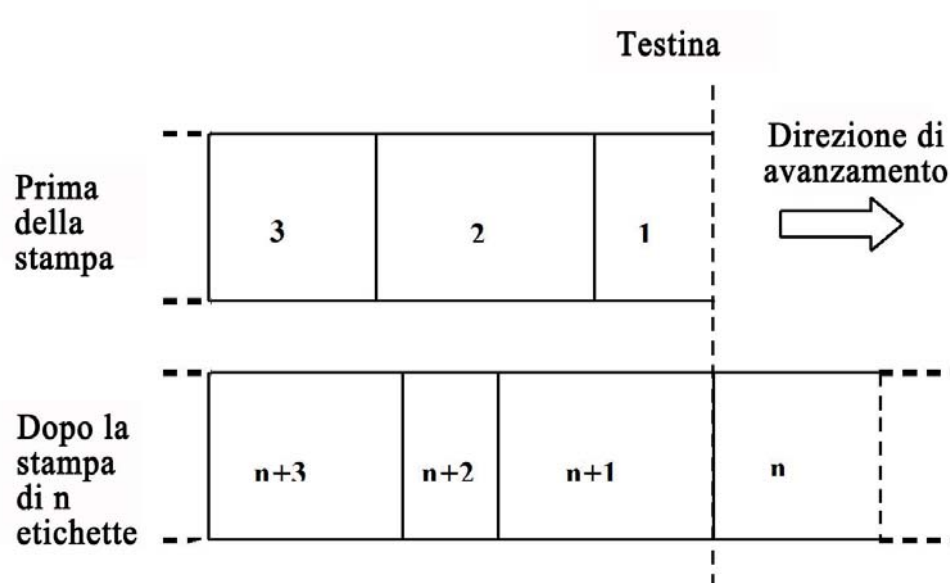 Testina
Direzione di
avanzamento
Prima
della
stampa
3 2 1
Dopo la
stampa
di n
etichette
n+3 n+2 n+1 n